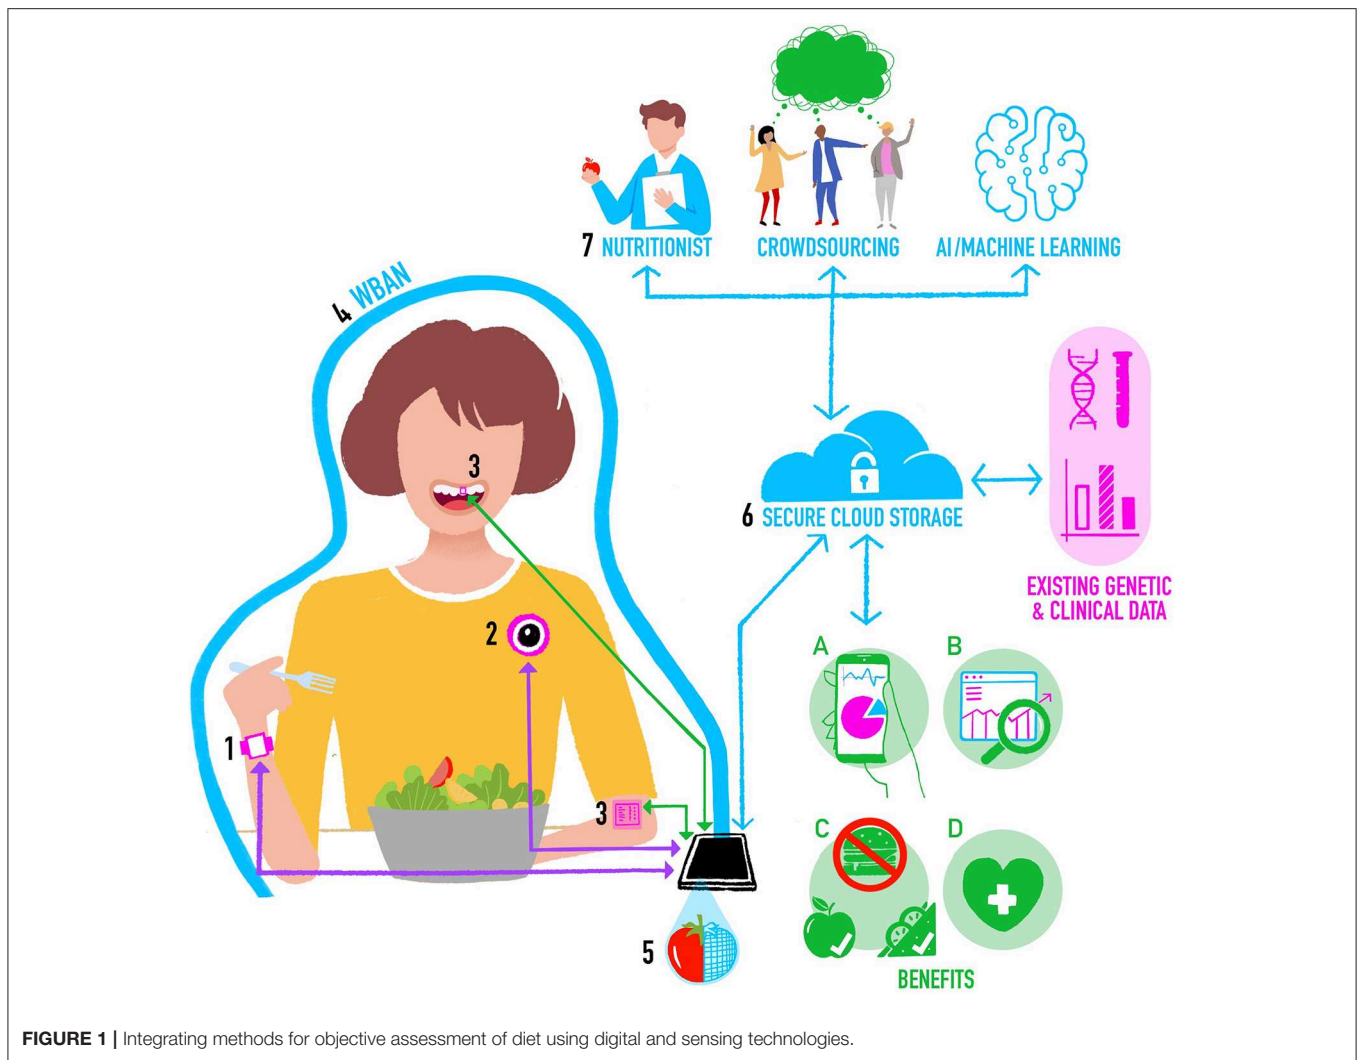 7 NUTRITIONIST
CROWDSOURCING
AI/MACHINE LEARNING
4 WBAN
3
6 SECURE CLOUD STORAGE
EXISTING GENETIC
& CLINICAL DATA
2
A
B
1
3
C
D
5
BENEFITS
FIGURE 1 | Integrating methods for objective assessment of diet using digital and sensing technologies.